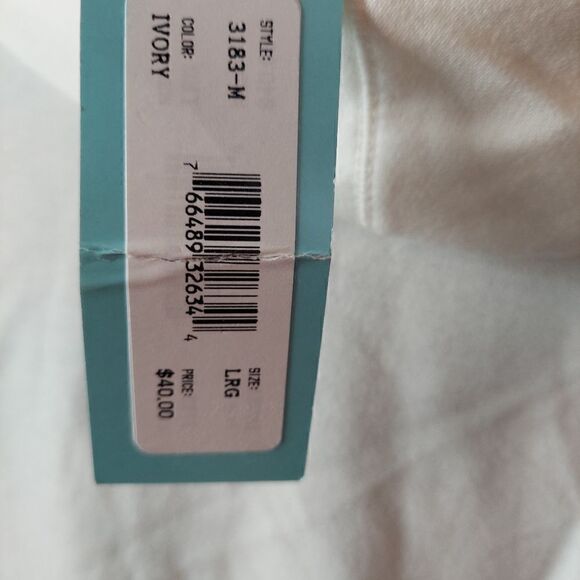 STYLE:
3183-M
COLOR:
IVORY
7 66489 32634 4
SIZE:
LRG
PRICE:
$40.00